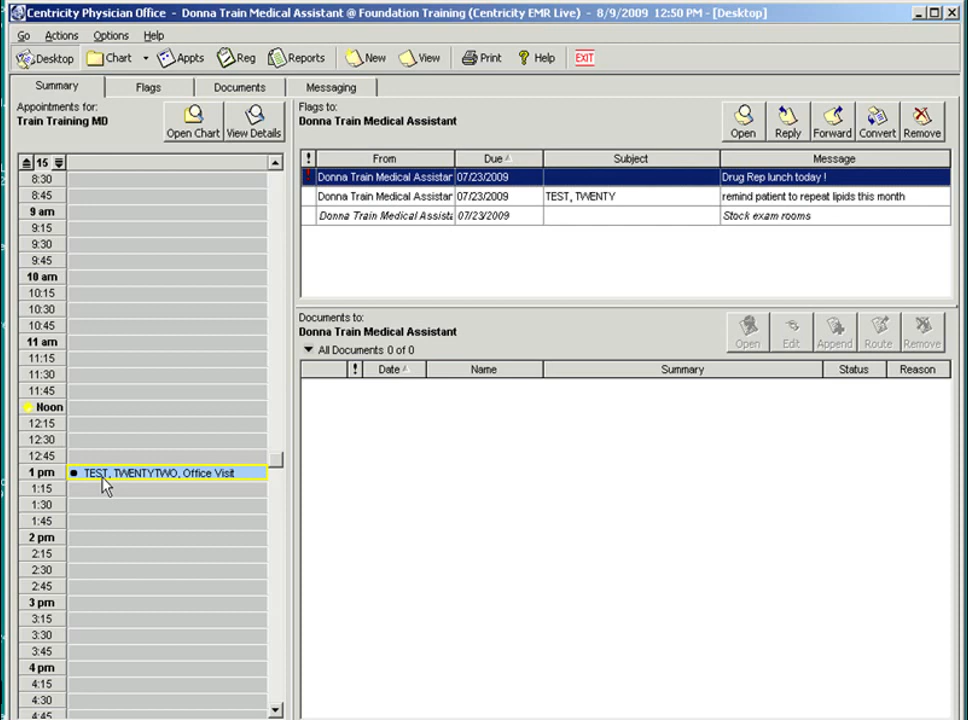 Centricity Physician Office - Donna Train Medical Assistant @ Foundation Training (Centricity EMR Live) - 8/9/2009 12:50 PM - [Desktop]
Go Actions Options Help
Desktop Chart Appts Reg Reports New View Print Help EXIT
Summary Flags Documents Messaging
Appointments for:
Train Training MD
Open Chart View Details
15
8:30
8:45
9 am
9:15
9:30
9:45
10 am
10:15
10:30
10:45
11 am
11:15
11:30
11:45
Noon
12:15
12:30
12:45
1 pm TEST, TWENTYTWO, Office Visit
1:15
1:30
1:45
2 pm
2:15
2:30
2:45
3 pm
3:15
3:30
3:45
4 pm
4:15
4:30
4:45
Flags to:
Donna Train Medical Assistant
Open Reply Forward Convert Remove
! From Due Subject Message
! Donna Train Medical Assistar 07/23/2009 Drug Rep lunch today !
Donna Train Medical Assistar 07/23/2009 TEST, TWENTY remind patient to repeat lipids this month
Donna Train Medical Assista 07/23/2009 Stock exam rooms
Documents to:
Donna Train Medical Assistant
Open Edit Append Route Remove
All Documents 0 of 0
! Date Name Summary Status Reason